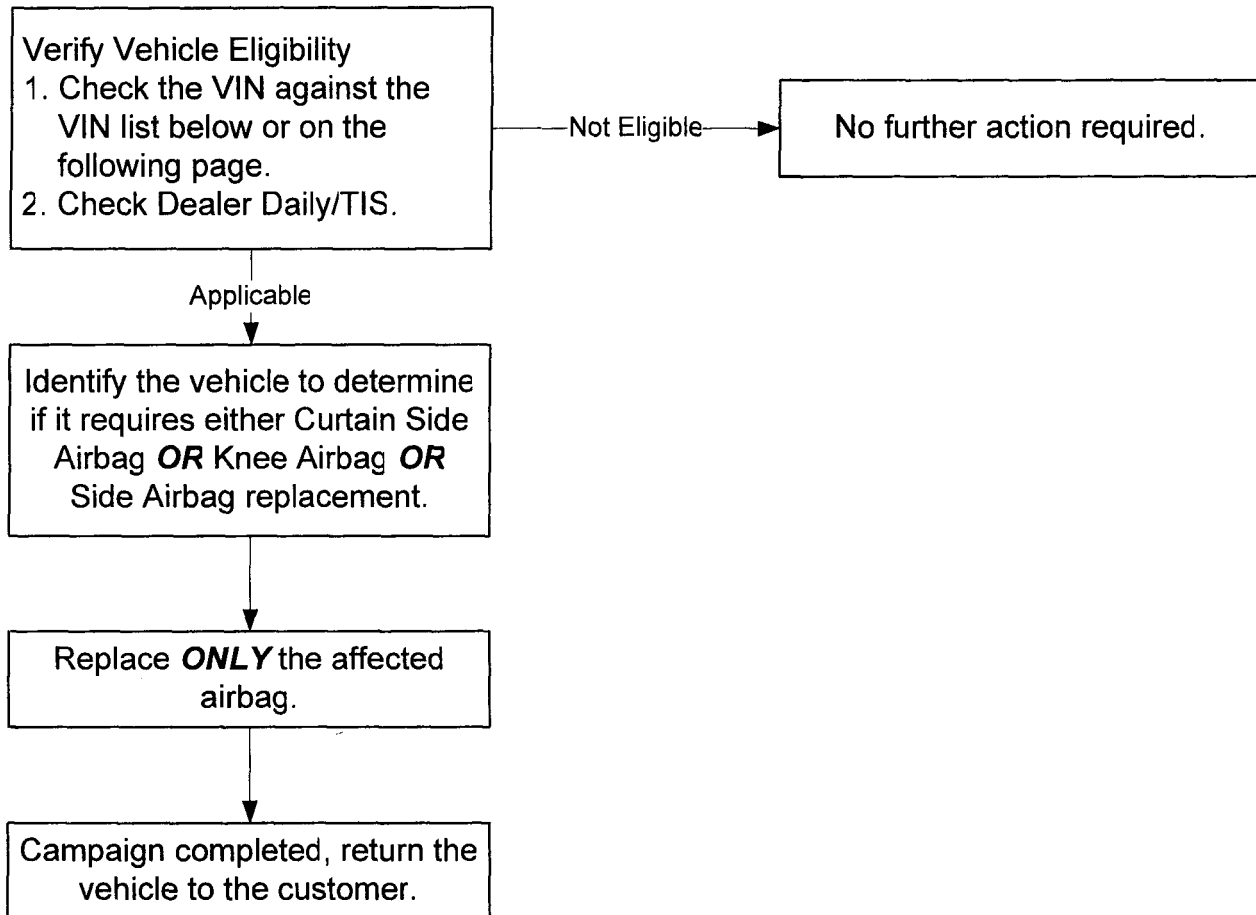 Verify Vehicle Eligibility
1. Check the VIN against the
VIN list below or on the
following page.
2. Check Dealer Daily/TIS.
Not Eligible
No further action required.
Applicable
Identify the vehicle to determine
if it requires either Curtain Side
Airbag OR Knee Airbag OR
Side Airbag replacement.
Replace ONLY the affected
airbag.
Campaign completed, return the
vehicle to the customer.